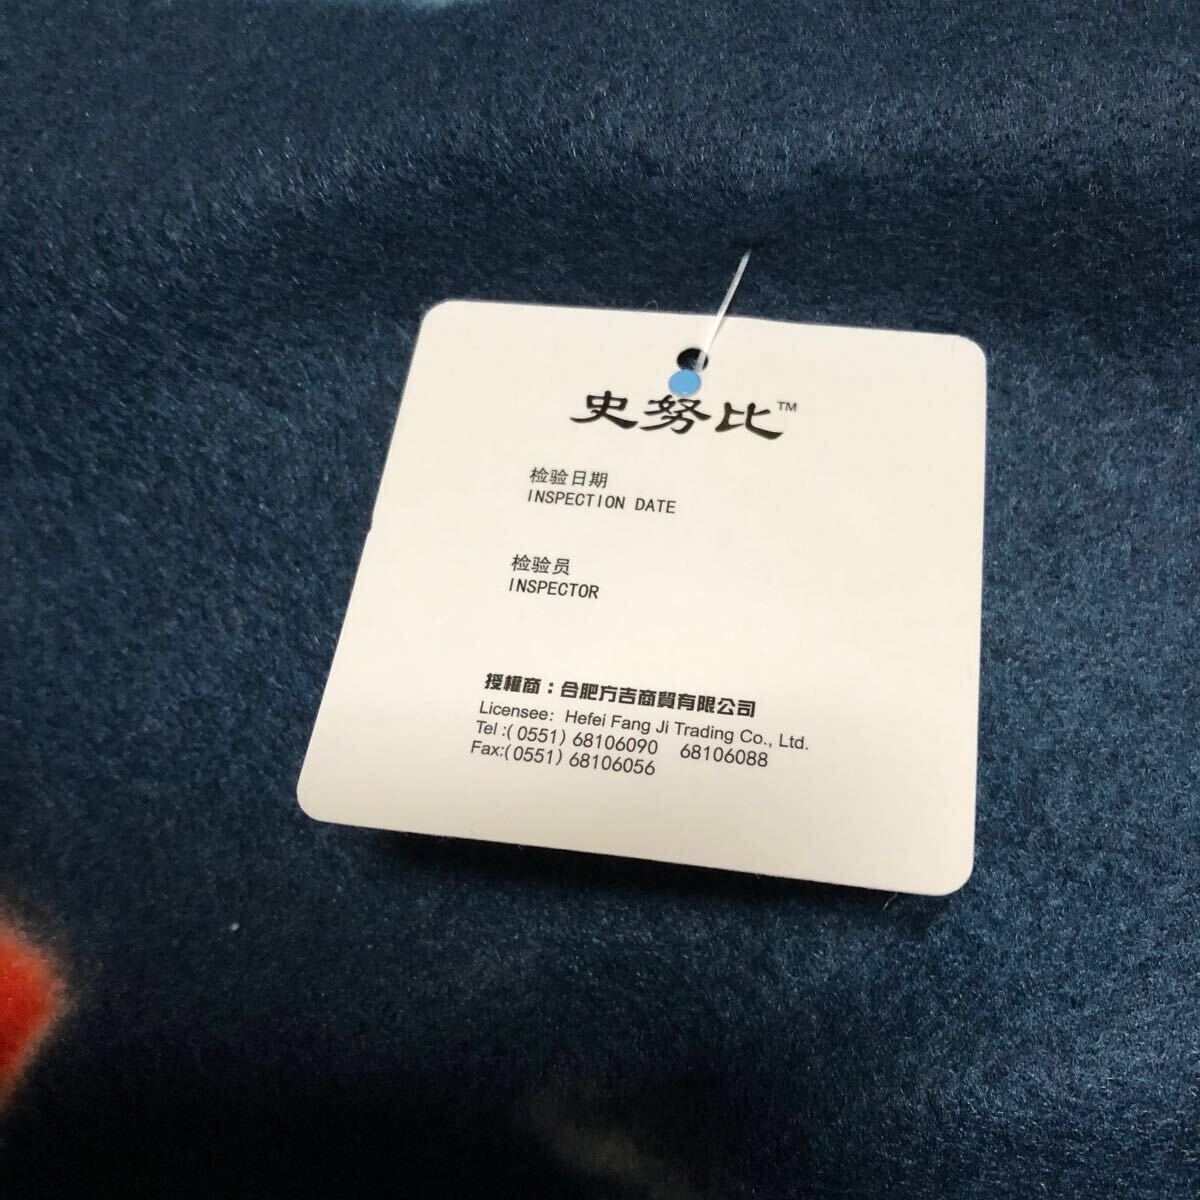 史努比™
检验日期
INSPECTION DATE
检验员
INSPECTOR
授權商：合肥方吉商貿有限公司
Licensee: Hefei Fang Ji Trading Co., Ltd.
Tel :(0551) 68106090 68106088
Fax:(0551) 68106056